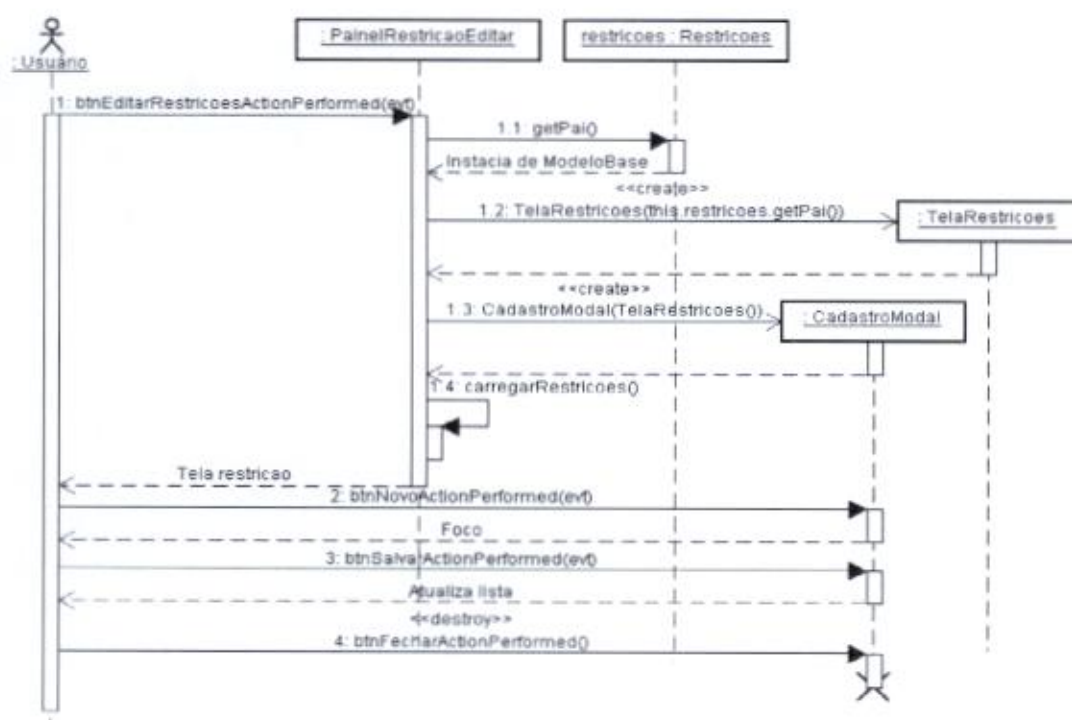 : PainelRestricaoEditar
restricoes : Restricoes
: Usuário
1: btnEditarRestricoesActionPerformed(evt)
1.1: getPai()
Instacia de ModeloBase
<<create>>
1.2: TelaRestricoes(this.restricoes.getPai())
: TelaRestricoes
<<create>>
1.3: CadastroModal(TelaRestricoes())
: CadastroModal
1.4: carregarRestricoes()
Tela restricao
2: btnNovoActionPerformed(evt)
Foco
3: btnSalvarActionPerformed(evt)
Atualiza lista
<<destroy>>
4: btnFecharActionPerformed()